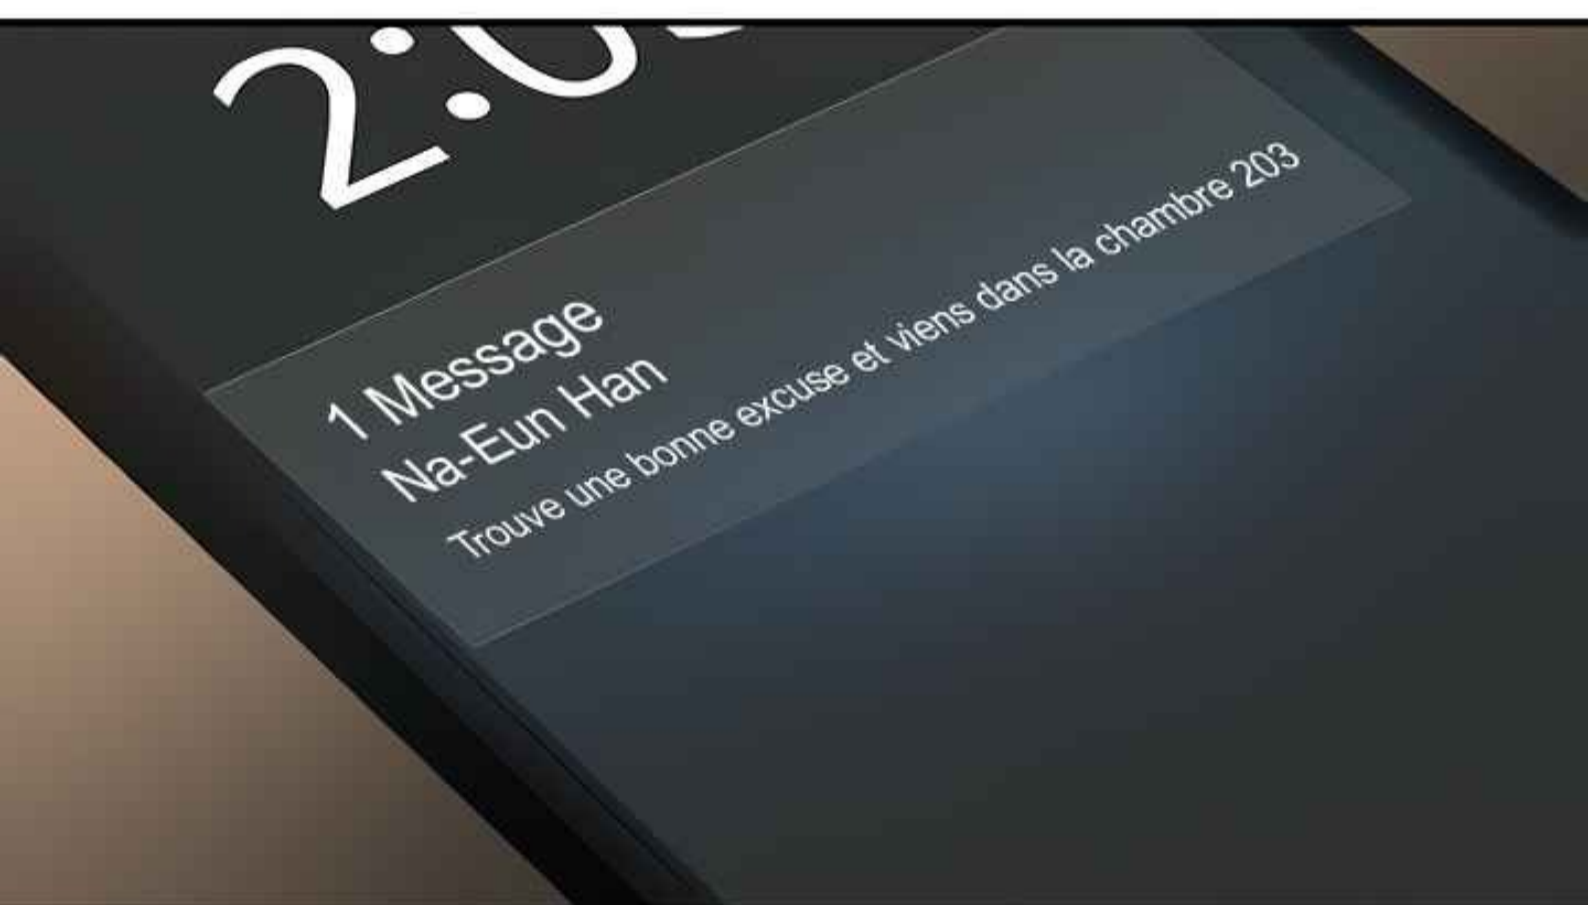 2:0
1 Message
Na-Eun Han
Trouve une bonne excuse et viens dans la chambre 203